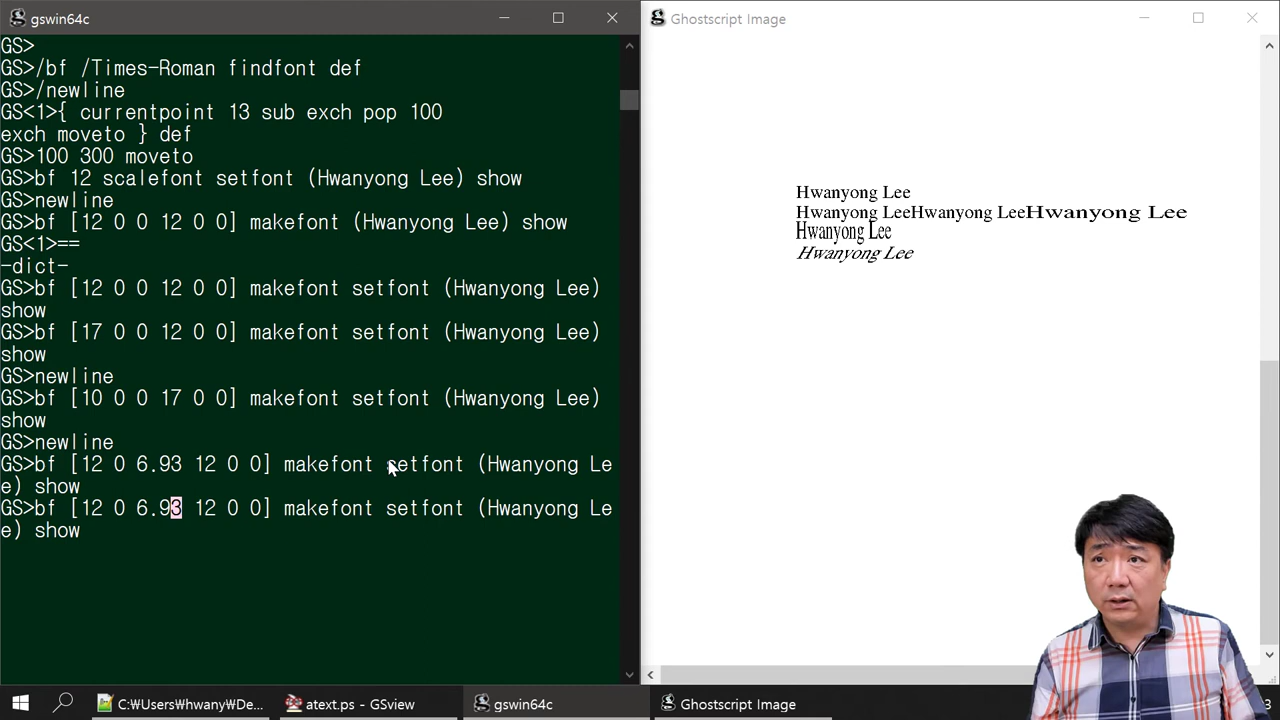 gswin64c
GS>
GS>/bf /Times-Roman findfont def
GS>/newline
GS<1>{ currentpoint 13 sub exch pop 100
exch moveto } def
GS>100 300 moveto
GS>bf 12 scalefont setfont (Hwanyong Lee) show
GS>newline
GS>bf [12 0 0 12 0 0] makefont (Hwanyong Lee) show
GS<1>==
-dict-
GS>bf [12 0 0 12 0 0] makefont setfont (Hwanyong Lee)
show
GS>bf [17 0 0 12 0 0] makefont setfont (Hwanyong Lee)
show
GS>newline
GS>bf [10 0 0 17 0 0] makefont setfont (Hwanyong Lee)
show
GS>newline
GS>bf [12 0 6.93 12 0 0] makefont setfont (Hwanyong Le
e) show
GS>bf [12 0 6.93 12 0 0] makefont setfont (Hwanyong Le
e) show
Ghostscript Image
Hwanyong Lee
Hwanyong LeeHwanyong LeeHwanyong Lee
Hwanyong Lee
Hwanyong Lee
C:₩Users₩hwany₩De...
atext.ps - GSview
gswin64c
Ghostscript Image
3